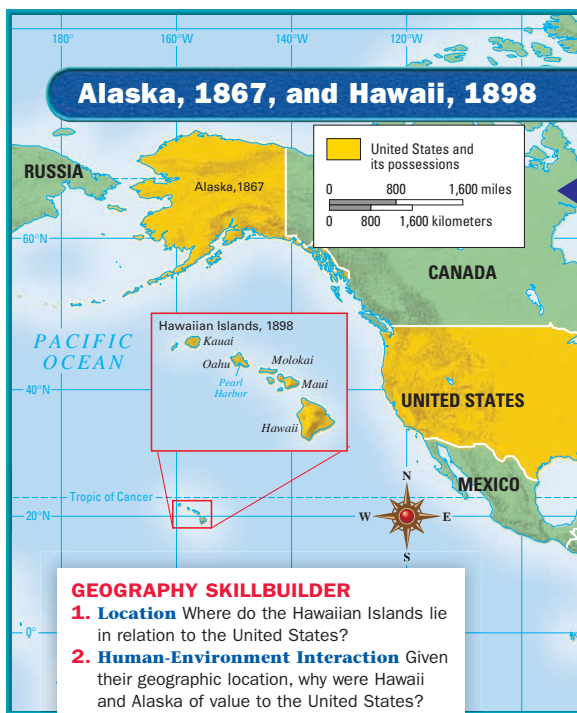 180°
160°W
140°W
120°W
Alaska, 1867, and Hawaii, 1898
United States and
its possessions
0 800 1,600 miles
0 800 1,600 kilometers
RUSSIA
Alaska,1867
60°N
CANADA
Hawaiian Islands, 1898
Kauai
PACIFIC
OCEAN
Oahu
Molokai
Pearl
Harbor
Maui
40°N
UNITED STATES
Hawaii
MEXICO
N
Tropic of Cancer
20°N
W
E
S
GEOGRAPHY SKILLBUILDER
1. Location Where do the Hawaiian Islands lie
in relation to the United States?
0°
2. Human-Environment Interaction Given
their geographic location, why were Hawaii
and Alaska of value to the United States?